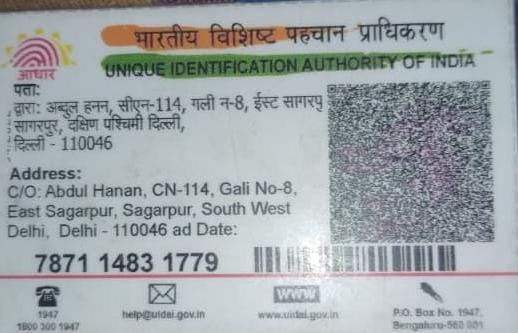 भारतीय विशिष्ट पहचान प्राधिकरण
आधार
UNIQUE IDENTIFICATION AUTHORITY OF INDIA
पता:
द्वारा: अब्दुल हनन, सीएन-114, गली न-8, ईस्ट सागरपु
सागरपुर, दक्षिण पश्चिमी दिल्ली,
दिल्ली - 110046
Address:
C/O: Abdul Hanan, CN-114, Gali No-8,
East Sagarpur, Sagarpur, South West
Delhi, Delhi - 110046 ad Date:
7871 1483 1779
1947
1800 300 1947
help@uidai.gov.in
www
www.uidai.gov.in
P.O. Box No. 1947,
Bengaluru-560 001